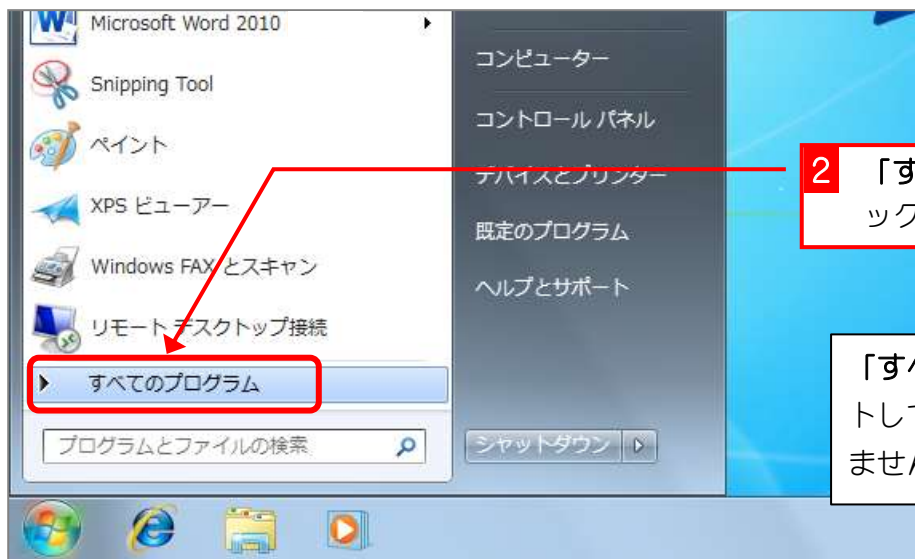 Microsoft Word 2010
Snipping Tool
ペイント
XPS ビューアー
Windows FAX とスキャン
リモート デスクトップ接続
すべてのプログラム
プログラムとファイルの検索
コンピューター
コントロール パネル
デバイスとプリンター
既定のプログラム
ヘルプとサポート
シャットダウン
2 「す
ック
「すべ
トして
ません